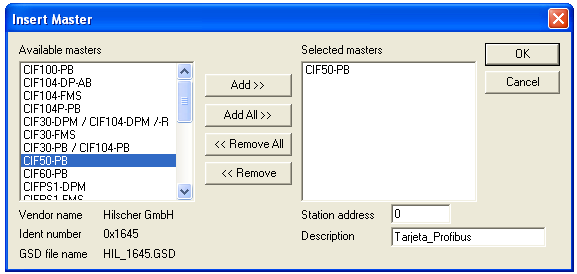 Insert Master
Available masters
Selected masters
CIF100-PB
CIF104-DP-AB
CIF104-FMS
CIF104P-PB
CIF30-DPM / CIF104-DPM /-R
CIF30-FMS
CIF30-PB / CIF104-PB
CIF50-PB
CIF60-PB
CIFPS1-DPM
CIFPS1-FMS
Add >>
Add All >>
<< Remove All
<< Remove
CIF50-PB
OK
Cancel
Vendor name Hilscher GmbH
Ident number 0x1645
GSD file name HIL_1645.GSD
Station address 0
Description Tarjeta_Profibus